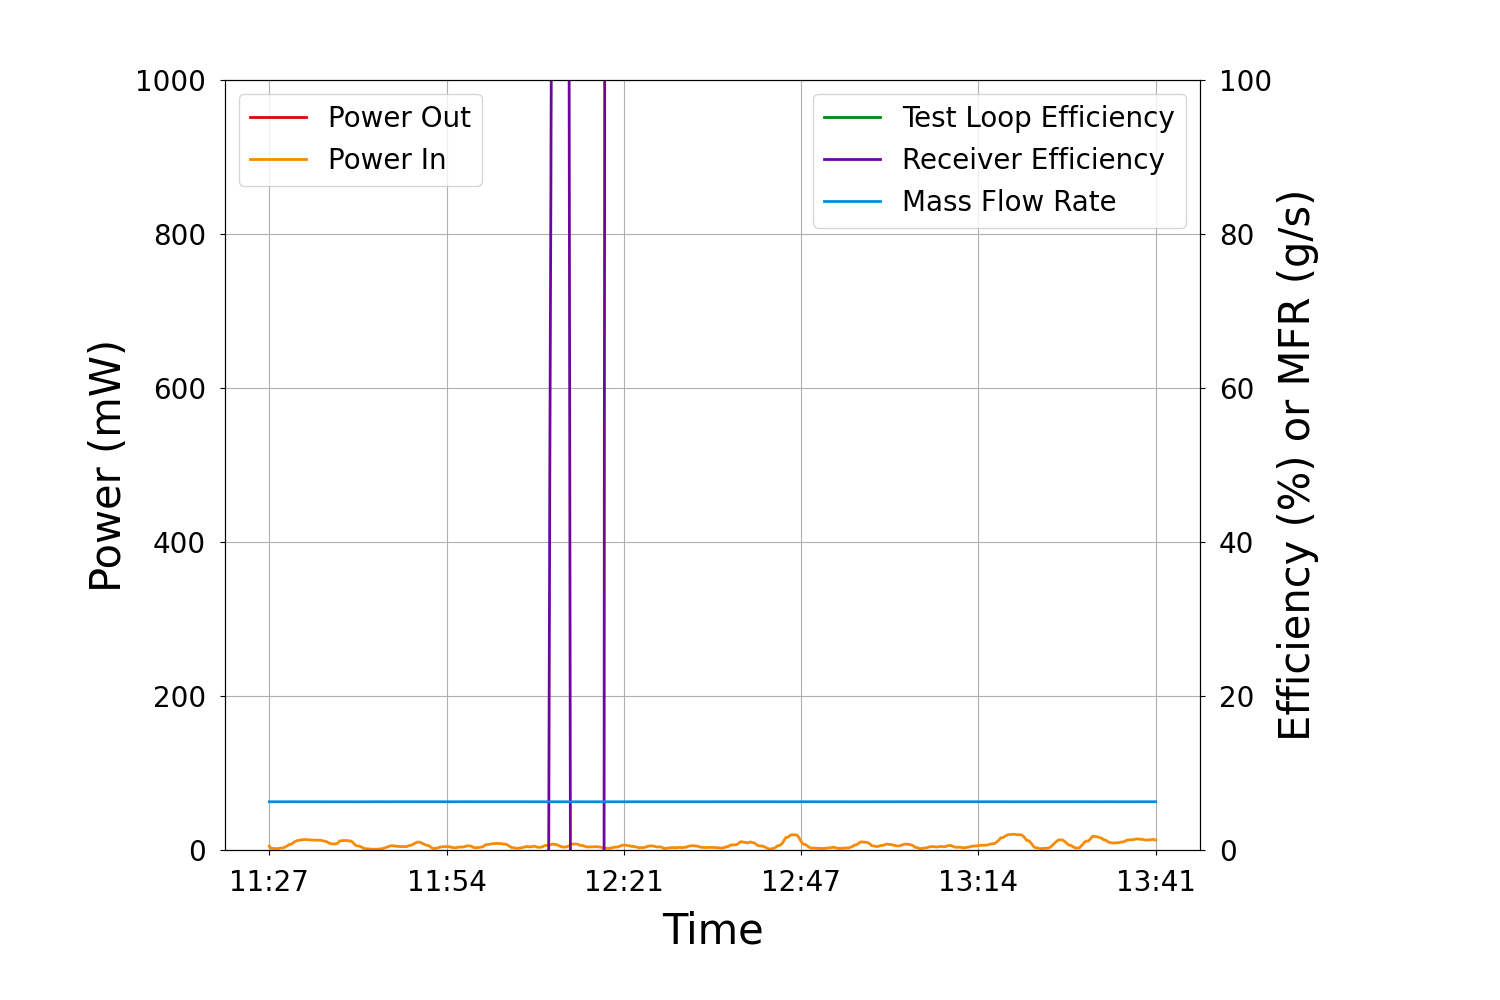 1000
800
600
400
200
0
Power (mW)
Power Out
Power In
Test Loop Efficiency
Receiver Efficiency
Mass Flow Rate
100
80
60
40
20
0
Efficiency (%) or MFR (g/s)
11:27 11:54 12:21 12:47 13:14 13:41
Time